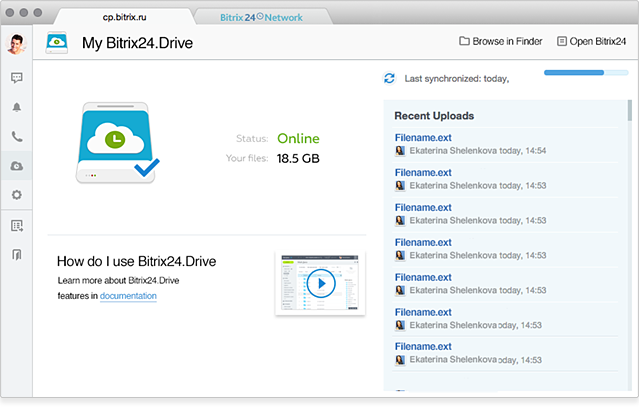 cp.bitrix.ru
Bitrix 24 Network
My Bitrix24.Drive
Browse in Finder
Open Bitrix24
Last synchronized: today,
Status: Online
Your files: 18.5 GB
Recent Uploads
Filename.ext
Ekaterina Shelenkova today, 14:54
Filename.ext
Ekaterina Shelenkova today, 14:53
Filename.ext
Ekaterina Shelenkova today, 14:53
Filename.ext
Ekaterina Shelenkova today, 14:53
Filename.ext
Ekaterina Shelenkova today, 14:53
Filename.ext
Ekaterina Shelenkova oday, 14:53
Filename.ext
Ekaterina Shelenkova oday, 14:53
How do I use Bitrix24.Drive
Learn more about Bitrix24.Drive
features in documentation